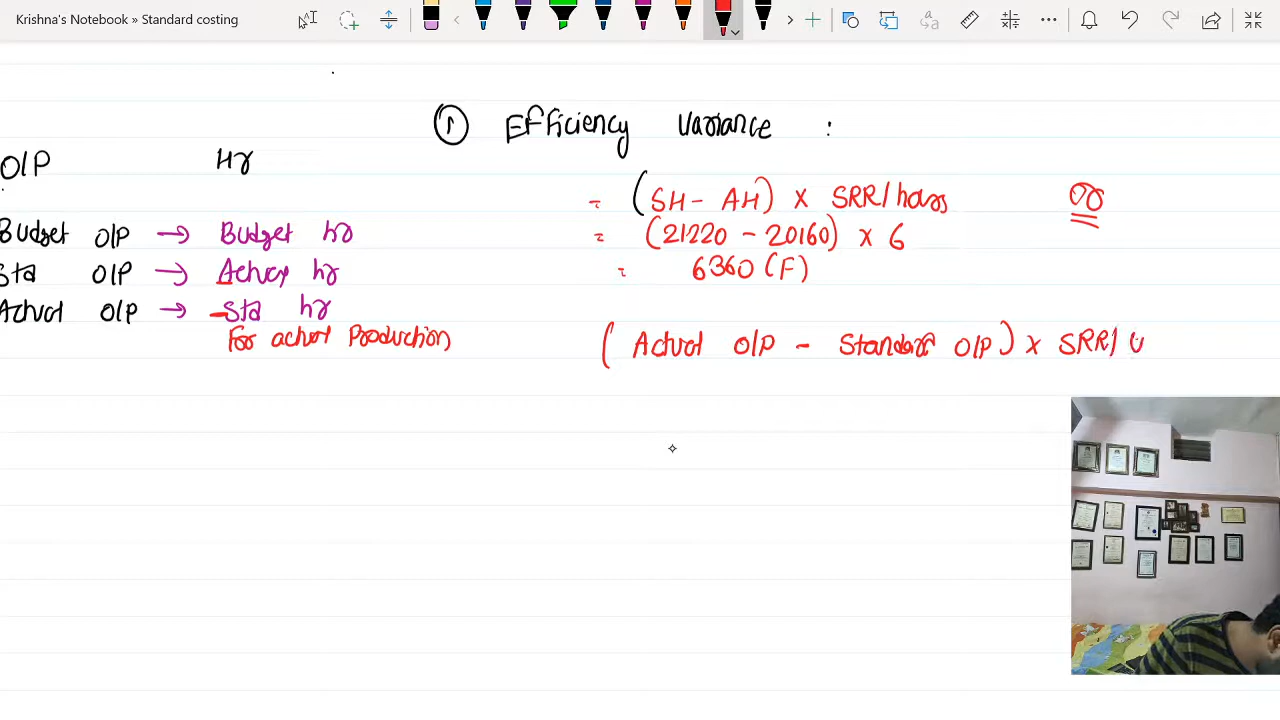 Krishna's Notebook » Standard costing
① Efficiency Variance :
O/P Hr
= (SH - AH) x SRR/hours or
Budget O/P → Budget hr
= (21220 - 20160) x 6
Std O/P → Actual hr
= 6360 (F)
Actual O/P → Std hr
For actual Production
(Actual O/P - Standard O/P) x SRR/ u